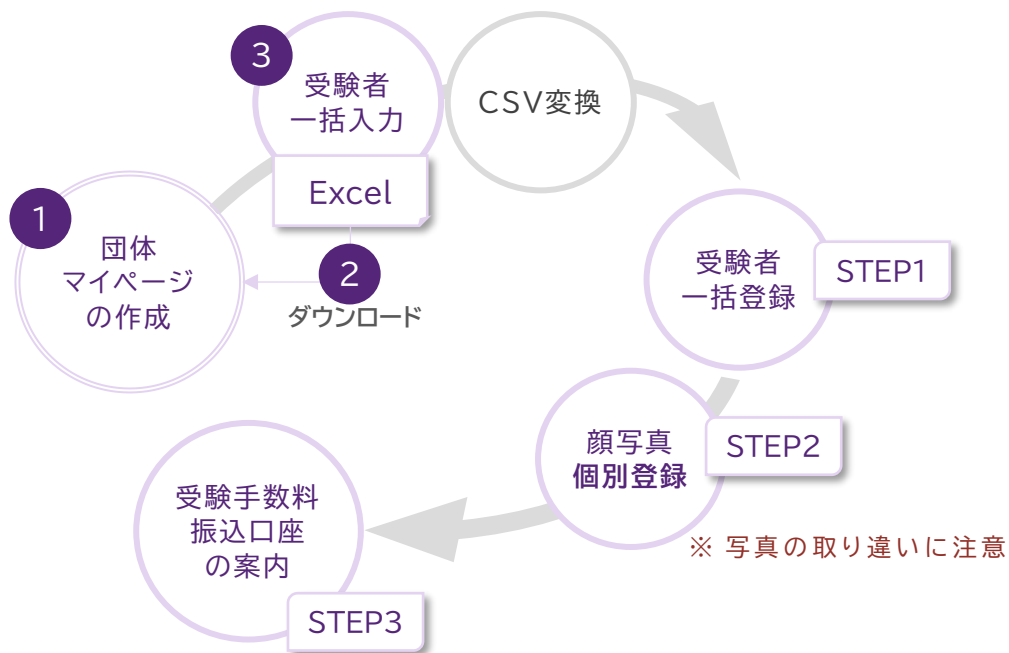 1
団体
マイページ
の作成
2
ダウンロード
3
受験者
一括入力
Excel
CSV変換
受験者
一括登録
STEP1
顔写真
個別登録
STEP2
※ 写真の取り違いに注意
受験手数料
振込口座
の案内
STEP3